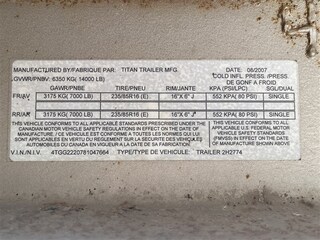 MANUFACTURED BY/FABRIQUE PAR: TITAN TRAILER MFG. DATE 08/2007
GVWR/PNBV: 6350 KG( 14000 LB) COLD INFL. PRESS. /PRESS. DE GONF A FROID
GAWR/PNBE TIRE/PNEU RIM/JANTE KPA (PSI/LPC) SGL/DUAL
FR/AV 3175 KG( 7000 LB) 235/85R16 (E) 16"X 6" J 552 KPA( 80 PSI) SINGLE
RR/AR 3175 KG( 7000 LB) 235/85R16 (E) 16"X 6" J 552 KPA( 80 PSI) SINGLE
THIS VEHICLE CONFORMS TO ALL APPLICABLE STANDARDS PRESCRIBED UNDER THE
CANADIAN MOTOR VEHICLE SAFETY REGULATIONS IN EFFECT ON THE DATE OF
MANUFACTURE / CE VEHICULE EST CONFORME A TOUTES LES NORMES QUI LUI
SONT APPLICABLES EN VERTU DU REGLEMENT SUR LA SECURITE DES VEHICULES
AUTOMOBILES DU CANADA EN VIGUEUR A LA DATE DE SA FABRICATION
THIS VEHICLE CONFORMS TO ALL
APPLICABLE U.S. FEDERAL MOTOR
VEHICLE SAFETY STANDARDS
(FMVSS) IN EFFECT ON THE DATE
OF MANUFACTURE SHOWN ABOVE
V.I.N./N.I.V. 4TGG2220781047664 TYPE/TYPE DE VEHICULE: TRAILER 2H2774